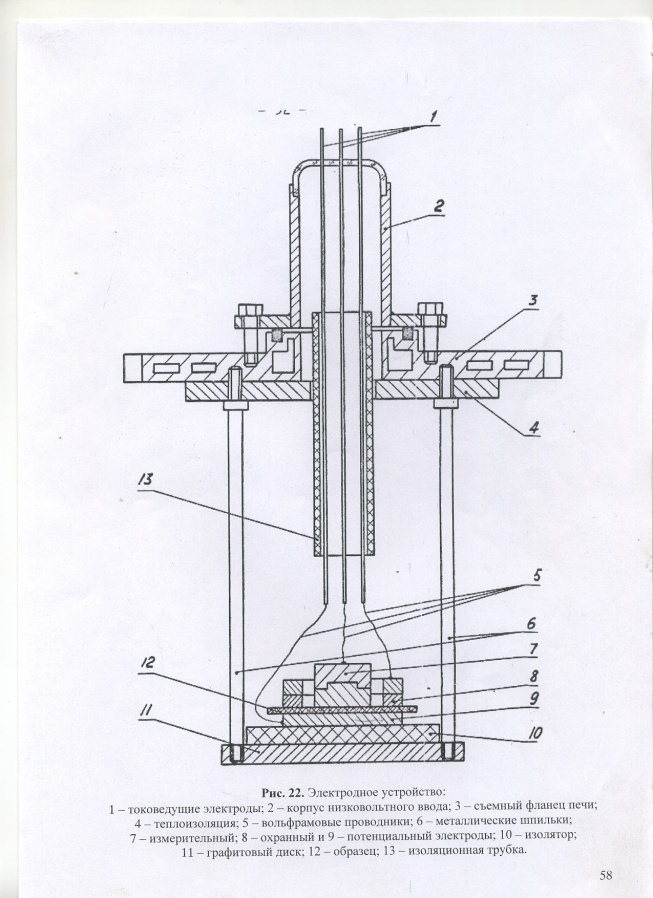 1
2
3
4
13
5
6
7
12
8
9
11
10
Рис. 22. Электродное устройство:
1 – токоведущие электроды; 2 – корпус низковольтного ввода; 3 – съемный фланец печи;
4 – теплоизоляция; 5 – вольфрамовые проводники; 6 – металлические шпильки;
7 – измерительный; 8 – охранный и 9 – потенциальный электроды; 10 – изолятор;
11 – графитовый диск; 12 – образец; 13 – изоляционная трубка.
58